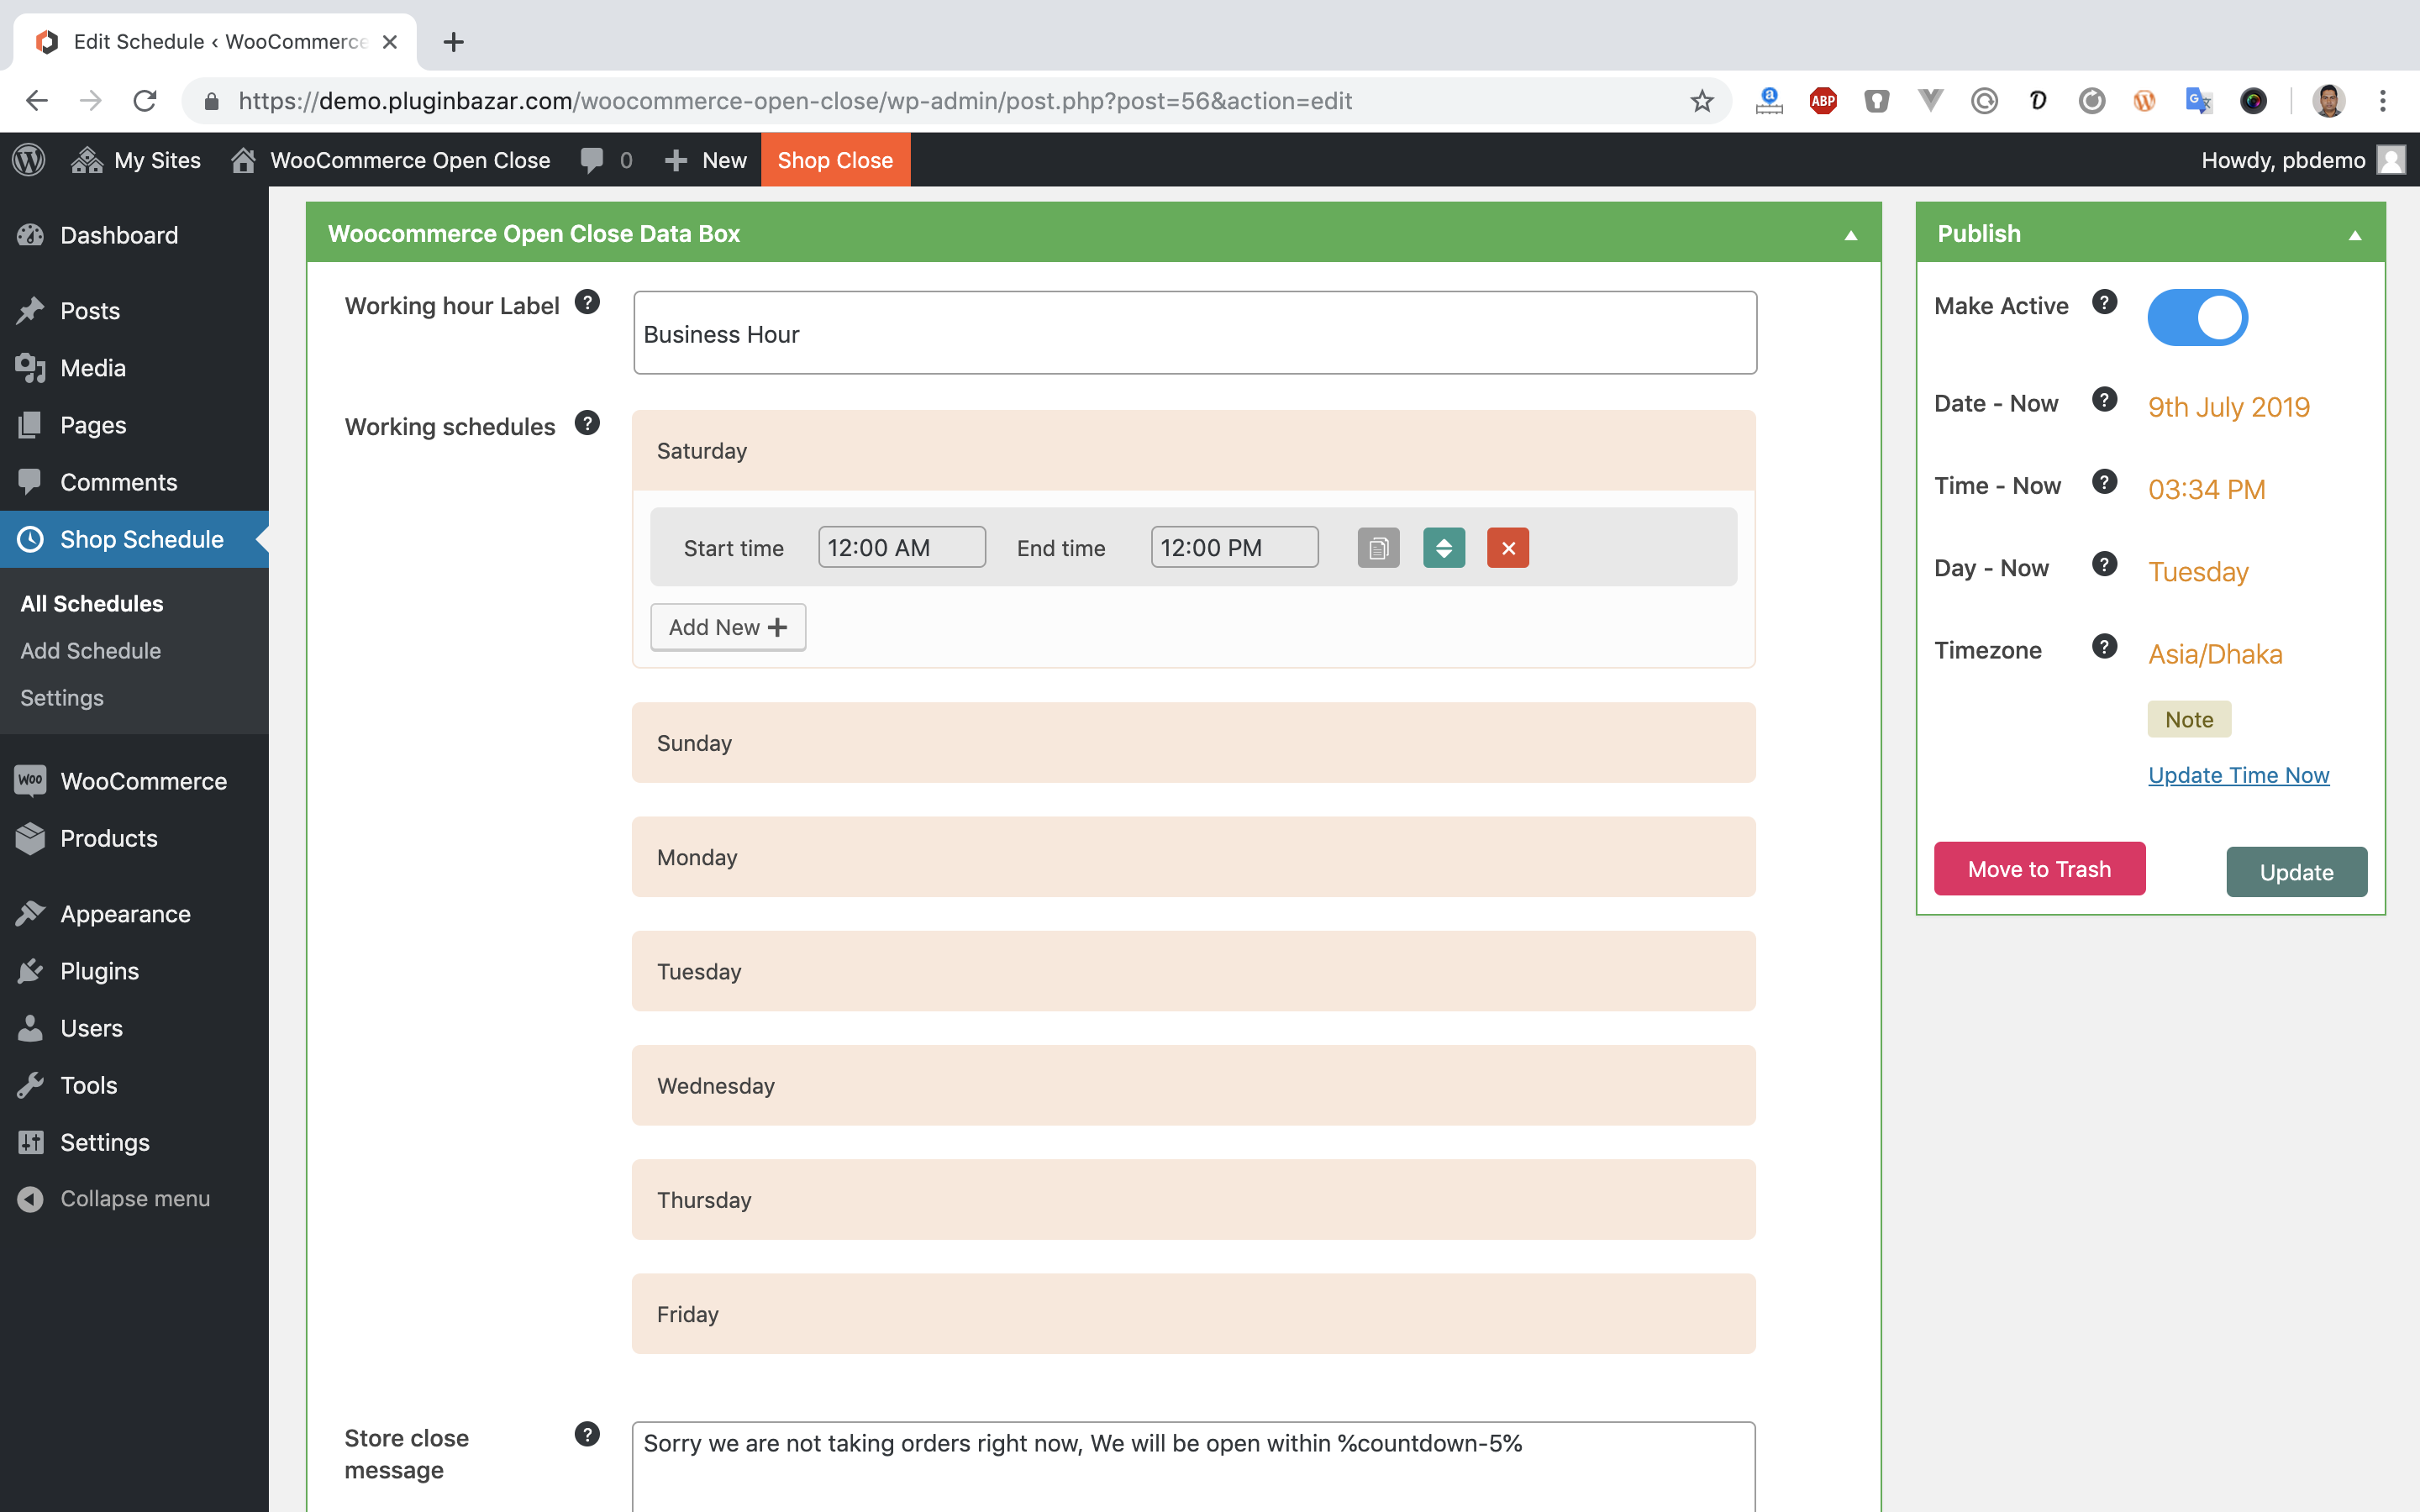 Edit Schedule ‹ WooCommerce
https://demo.pluginbazar.com/woocommerce-open-close/wp-admin/post.php?post=56&action=edit
ABP
My Sites
WooCommerce Open Close
0
New
Shop Close
Howdy, pbdemo
Dashboard
Posts
Media
Pages
Comments
Shop Schedule
All Schedules
Add Schedule
Settings
WooCommerce
Products
Appearance
Plugins
Users
Tools
Settings
Collapse menu
Woocommerce Open Close Data Box
Working hour Label
Business Hour
Working schedules
Saturday
Start time 12:00 AM End time 12:00 PM
Add New
Sunday
Monday
Tuesday
Wednesday
Thursday
Friday
Store close
message
Sorry we are not taking orders right now, We will be open within %countdown-5%
Publish
Make Active
Date - Now 9th July 2019
Time - Now 03:34 PM
Day - Now Tuesday
Timezone Asia/Dhaka
Note
Update Time Now
Move to Trash
Update